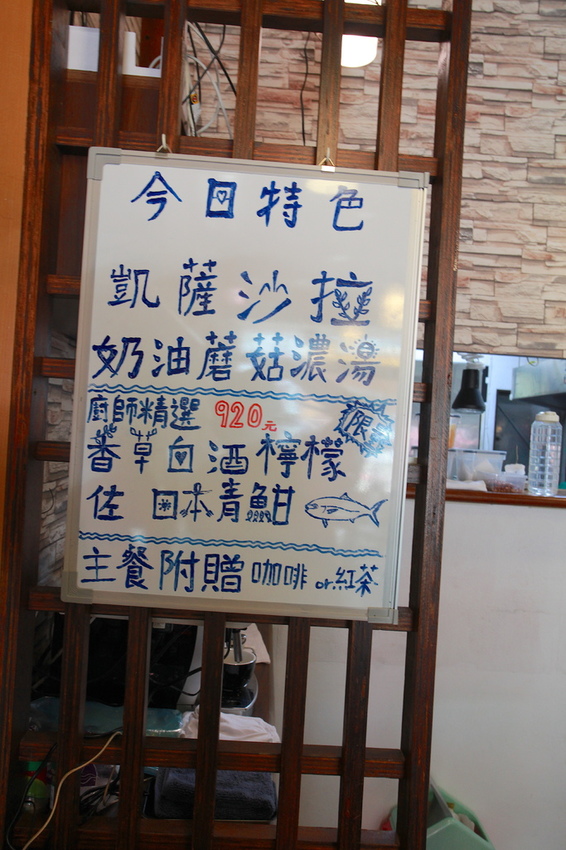 今日特色
凱薩沙拉
奶油蘑菇濃湯
廚師精選 920元 限量
香草白酒檸檬
佐 日本青魽
主餐附贈咖啡 or 紅茶